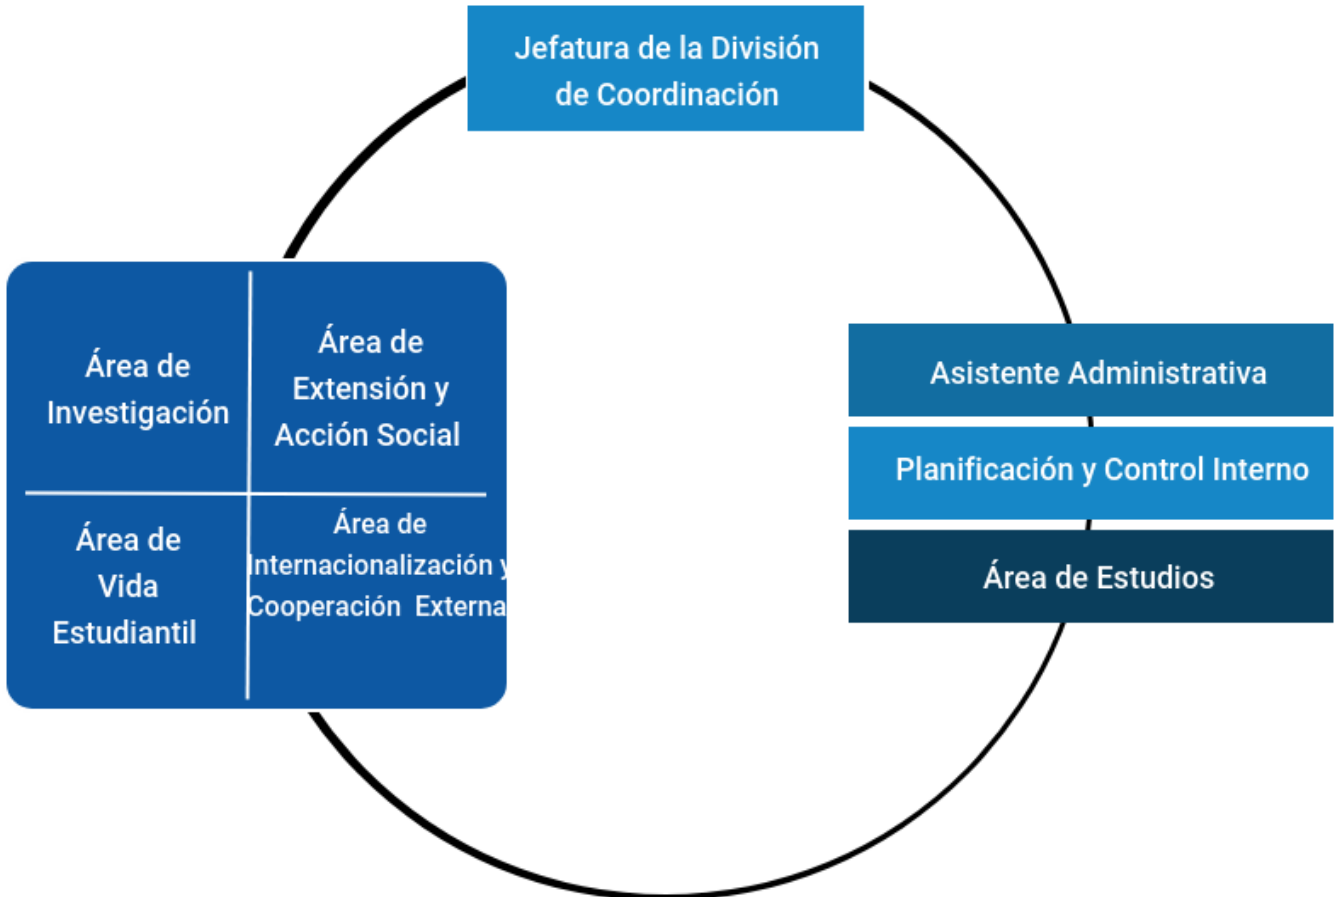 Jefatura de la División
de Coordinación
Área de
Investigación
Área de
Extensión y
Acción Social
Área de
Vida
Estudiantil
Área de
Internacionalización y
Cooperación Externa
Asistente Administrativa
Planificación y Control Interno
Área de Estudios